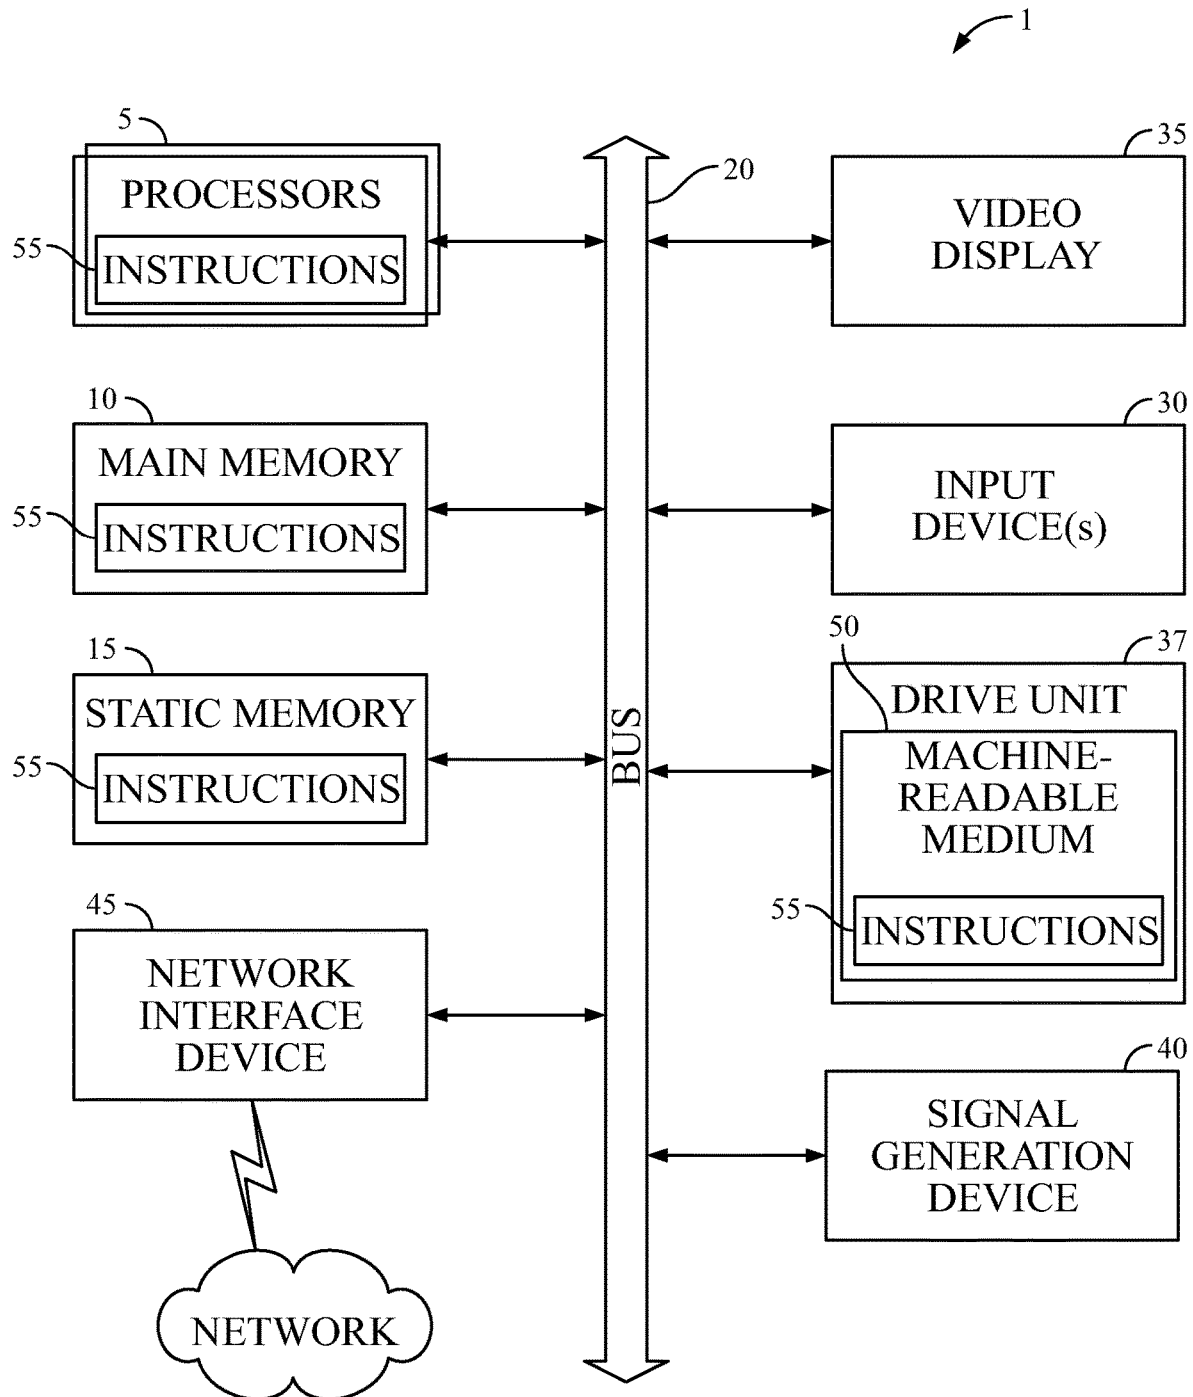 1
5
PROCESSORS
55
INSTRUCTIONS
10
MAIN MEMORY
55
INSTRUCTIONS
15
STATIC MEMORY
55
INSTRUCTIONS
45
NETWORK
INTERFACE
DEVICE
NETWORK
20
BUS
35
VIDEO
DISPLAY
30
INPUT
DEVICE(s)
37
DRIVE UNIT
50
MACHINE-
READABLE
MEDIUM
55
INSTRUCTIONS
40
SIGNAL
GENERATION
DEVICE